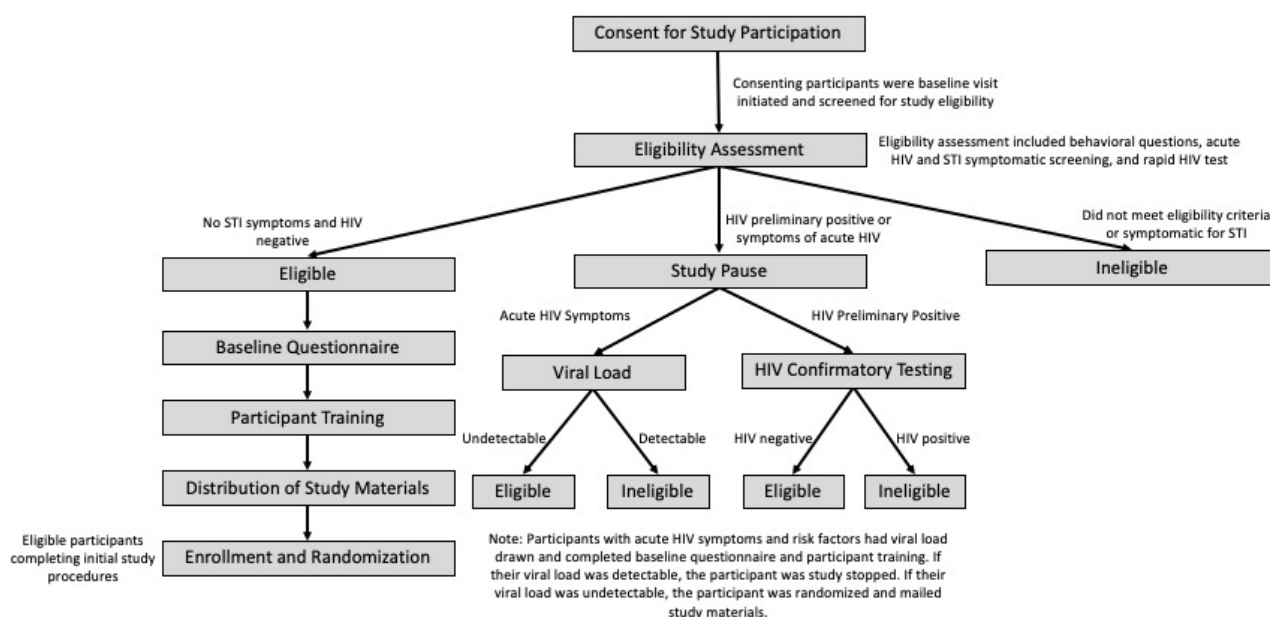 Consent for Study Participation
Consenting participants were baseline visit
initiated and screened for study eligibility
Eligibility Assessment
Eligibility assessment included behavioral questions, acute
HIV and STI symptomatic screening, and rapid HIV test
No STI symptoms and HIV
negative
HIV preliminary positive or
symptoms of acute HIV
Did not meet eligibility criteria
or symptomatic for STI
Eligible
Study Pause
Ineligible
Acute HIV Symptoms
HIV Preliminary Positive
Baseline Questionnaire
Viral Load
HIV Confirmatory Testing
Participant Training
Undetectable
Detectable
HIV negative
HIV positive
Distribution of Study Materials
Eligible
Ineligible
Eligible
Ineligible
Eligible participants
completing initial study
procedures
Enrollment and Randomization
Note: Participants with acute HIV symptoms and risk factors had viral load
drawn and completed baseline questionnaire and participant training. If
their viral load was detectable, the participant was study stopped. If their
viral load was undetectable, the participant was randomized and mailed
study materials.